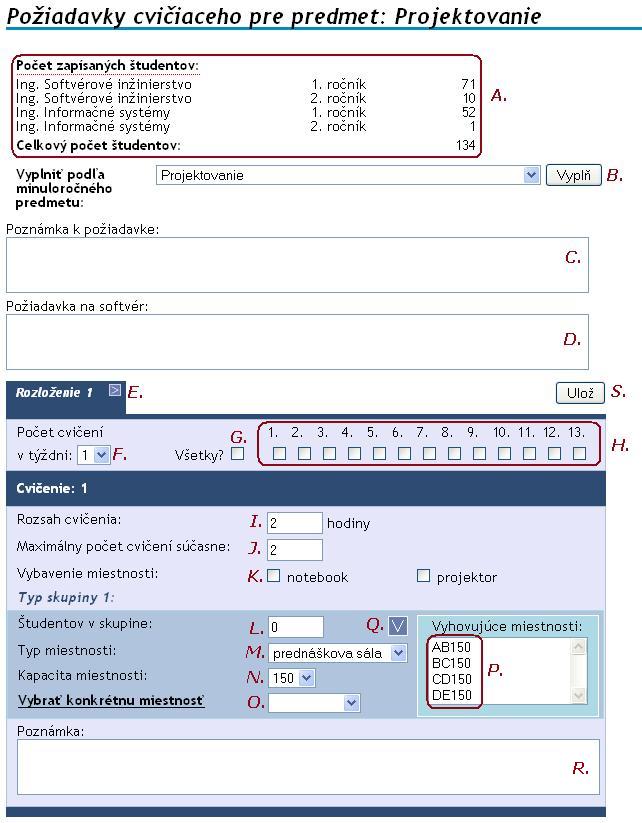 Požiadavky cvičiaceho pre predmet: Projektovanie
Počet zapísaných študentov:
Ing. Softvérové inžinierstvo 1. ročník 71
Ing. Softvérové inžinierstvo 2. ročník 10
Ing. Informačné systémy 1. ročník 52
Ing. Informačné systémy 2. ročník 1
Celkový počet študentov: 134
A.
Vyplniť podľa minuloročného predmetu: Projektovanie Vyplň B.
Poznámka k požiadavke:
C.
Požiadavka na softvér:
D.
Rozloženie 1 > E. Ulož S.
Počet cvičení G. 1. 2. 3. 4. 5. 6. 7. 8. 9. 10. 11. 12. 13. H.
v týždni: 1 F. Všetky?
Cvičenie: 1
Rozsah cvičenia: I. 2 hodiny
Maximálny počet cvičení súčasne: J. 2
Vybavenie miestnosti: K. notebook projektor
Typ skupiny 1:
Študentov v skupine: L. 0 Q. Vyhovujúce miestnosti:
Typ miestnosti: M. prednáškova sála AB150
Kapacita miestnosti: N. 150 BC150 P.
Vybrať konkrétnu miestnosť O. CD150
DE150
Poznámka:
R.